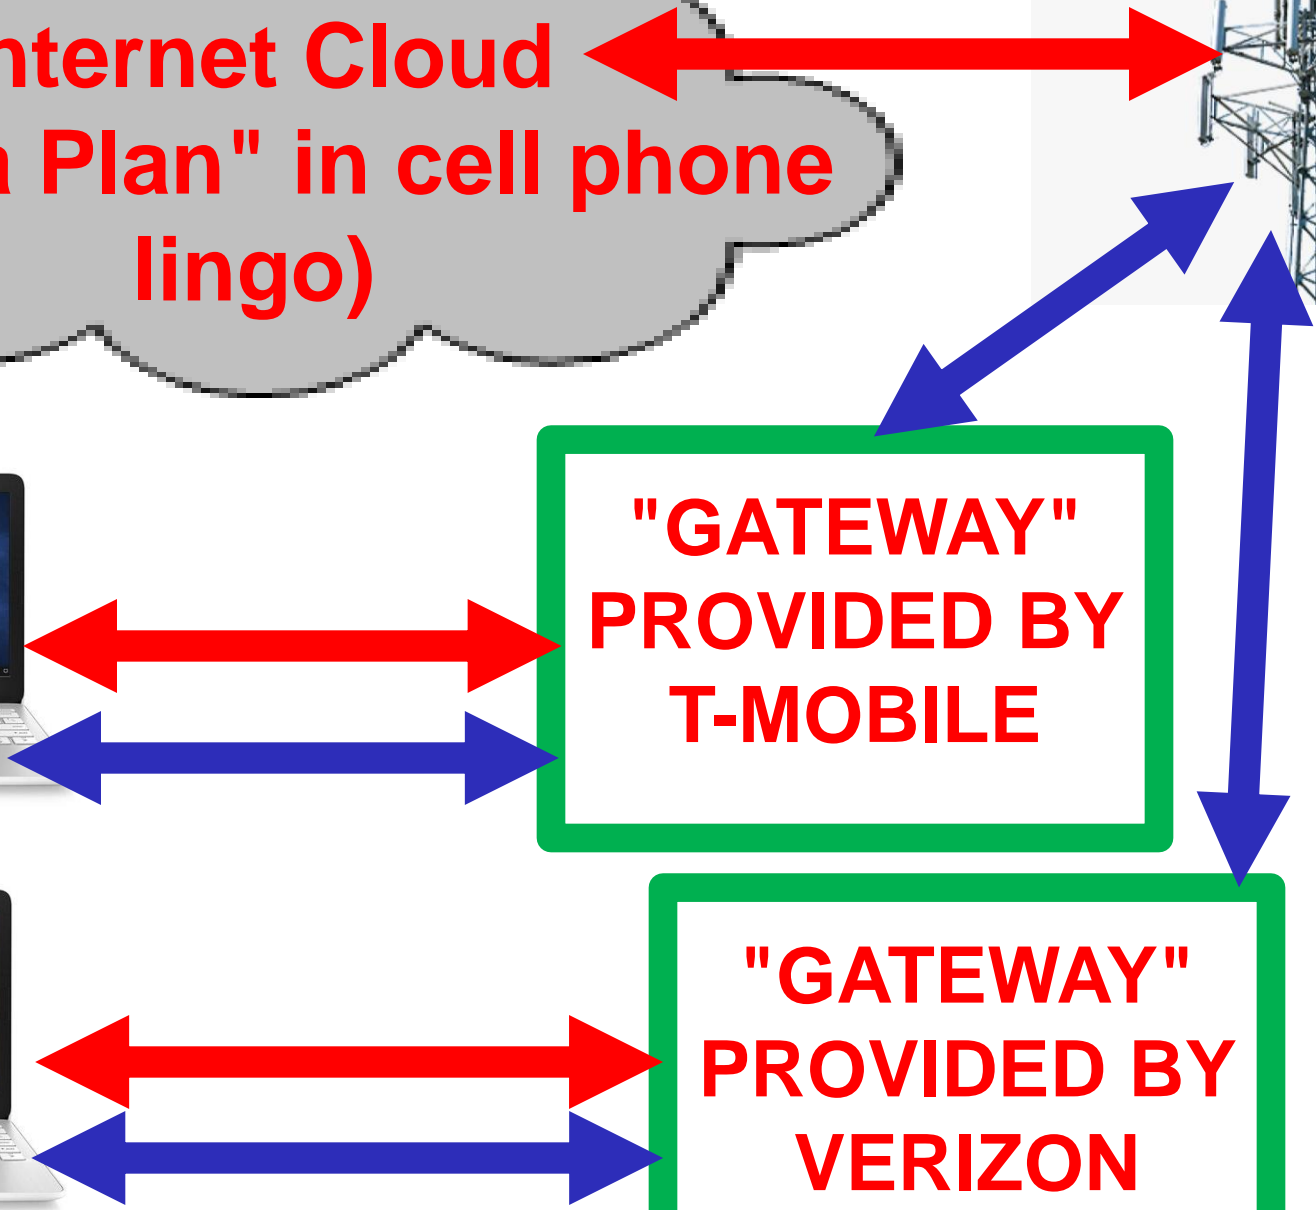 nternet Cloud
Plan" in cell phone
lingo)
"GATEWAY"
PROVIDED BY
T-MOBILE
"GATEWAY"
PROVIDED BY
VERIZON